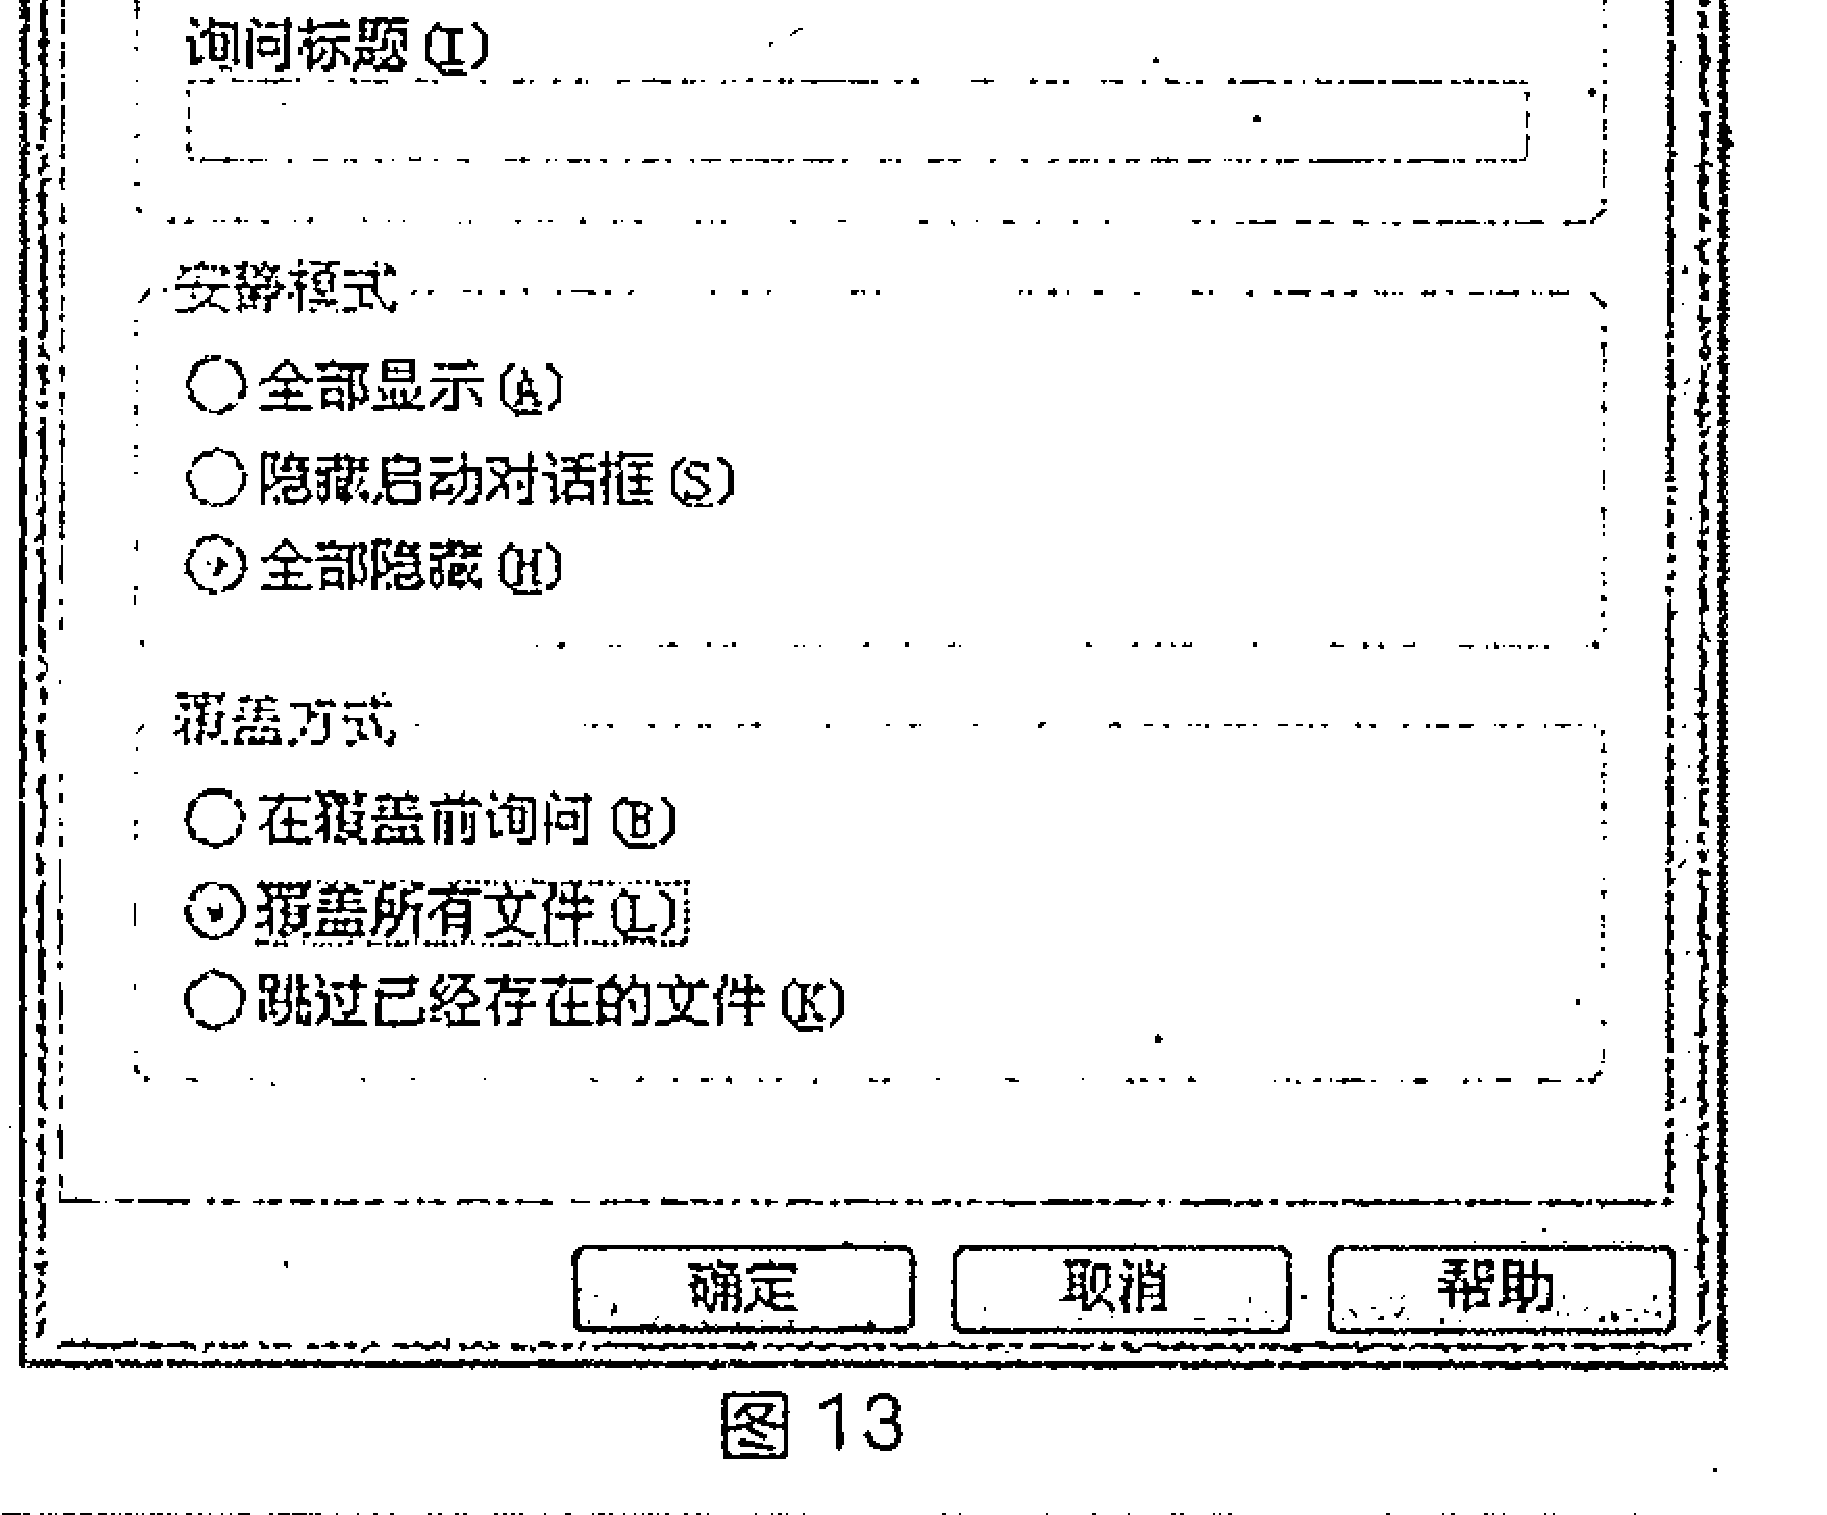 询问标题(T)
安静模式
全部显示(A)
隐藏启动对话框(S)
全部隐藏(H)
覆盖方式
在覆盖前询问(B)
覆盖所有文件(L)
跳过已经存在的文件(K)
确定 取消 帮助
图 13